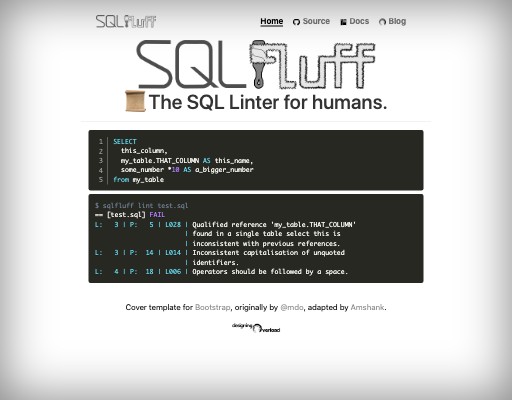 SQLfluff
Home Source Docs Blog
SQLfluff
The SQL Linter for humans.
1 SELECT
2 this_column,
3 my_table.THAT_COLUMN AS this_name,
4 some_number *10 AS a_bigger_number
5 from my_table
$ sqlfluff lint test.sql
== [test.sql] FAIL
L: 3 | P: 5 | L028 | Qualified reference 'my_table.THAT_COLUMN'
| found in a single table select this is
| inconsistent with previous references.
L: 3 | P: 14 | L014 | Inconsistent capitalisation of unquoted
| identifiers.
L: 4 | P: 18 | L006 | Operators should be followed by a space.
Cover template for Bootstrap, originally by @mdo, adapted by Amshank.
designing Overload